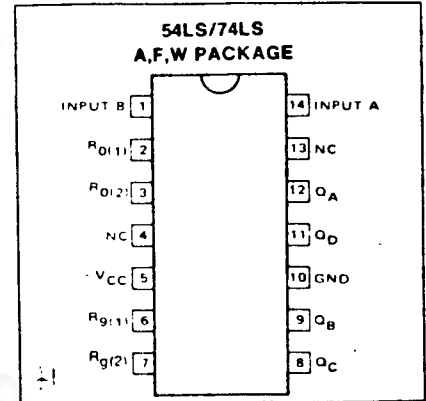 54LS/74LS
A,F,W PACKAGE
INPUT B 1 14 INPUT A
R0(1) 2 13 NC
R0(2) 3 12 QA
NC 4 11 QD
VCC 5 10 GND
R9(1) 6 9 QB
Rg(2) 7 8 QC